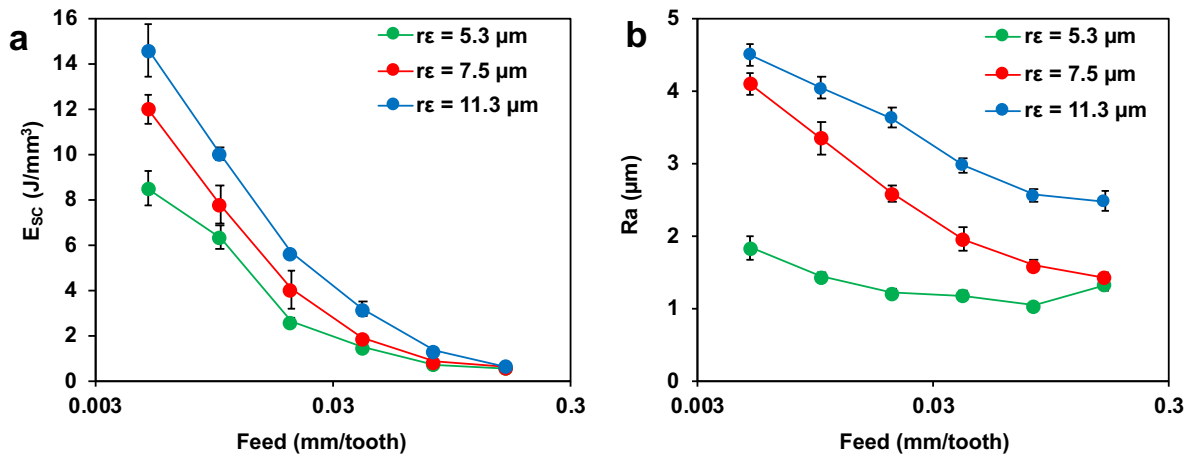 a
16
14
12
10
8
6
4
2
0
E_SC (J/mm³)
rε = 5.3 µm
rε = 7.5 µm
rε = 11.3 µm
0.003
0.03
0.3
Feed (mm/tooth)
b
5
4
3
2
1
0
Ra (µm)
rε = 5.3 µm
rε = 7.5 µm
rε = 11.3 µm
0.003
0.03
0.3
Feed (mm/tooth)